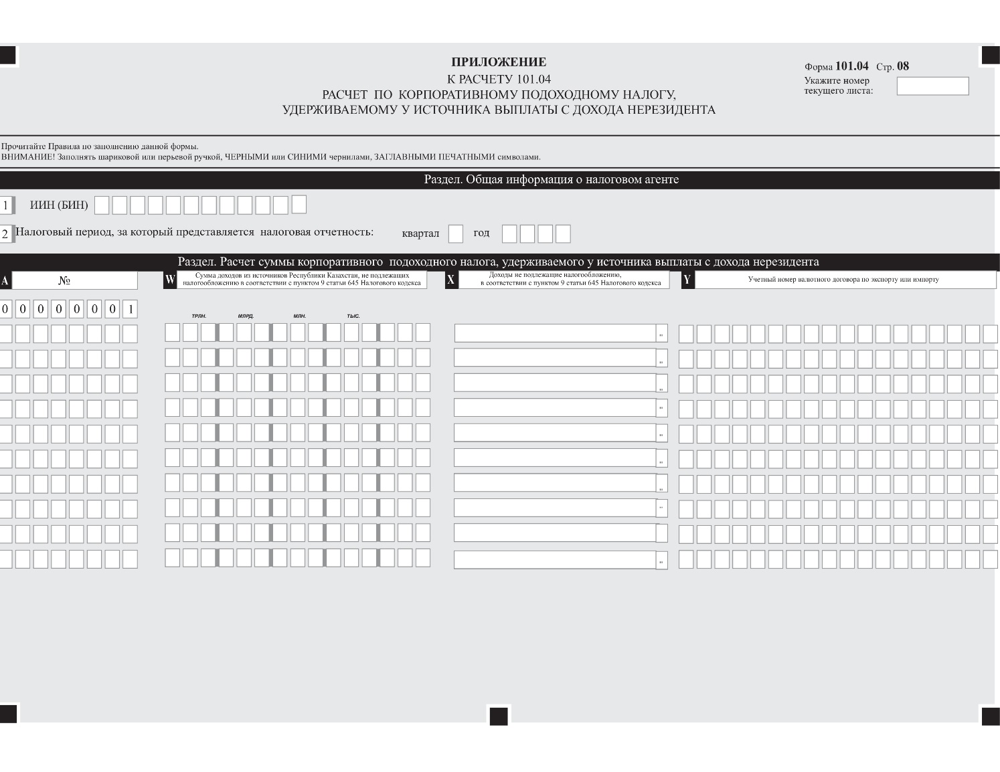 ПРИЛОЖЕНИЕ
К РАСЧЕТУ 101.04
РАСЧЕТ ПО КОРПОРАТИВНОМУ ПОДОХОДНОМУ НАЛОГУ,
УДЕРЖИВАЕМОМУ У ИСТОЧНИКА ВЫПЛАТЫ С ДОХОДА НЕРЕЗИДЕНТА
Форма 101.04 Стр. 08
Укажите номер
текущего листа:
Прочитайте Правила по заполнению данной формы.
ВНИМАНИЕ! Заполнять шариковой или перьевой ручкой, ЧЕРНЫМИ или СИНИМИ чернилами, ЗАГЛАВНЫМИ ПЕЧАТНЫМИ символами.
Раздел. Общая информация о налоговом агенте
1 ИИН (БИН)
2 Налоговый период, за который представляется налоговая отчетность: квартал год
Раздел. Расчет суммы корпоративного подоходного налога, удерживаемого у источника выплаты с дохода нерезидента
A №
W Сумма доходов из источников Республики Казахстан, не подлежащих
налогообложению в соответствии с пунктом 9 статьи 645 Налогового кодекса
X Доходы не подлежащие налогообложению,
в соответствии с пунктом 9 статьи 645 Налогового кодекса
Y Учетный номер валютного договора по экспорту или импорту
0 0 0 0 0 0 0 1
ТРЛН. МЛРД. МЛН. ТЫС.